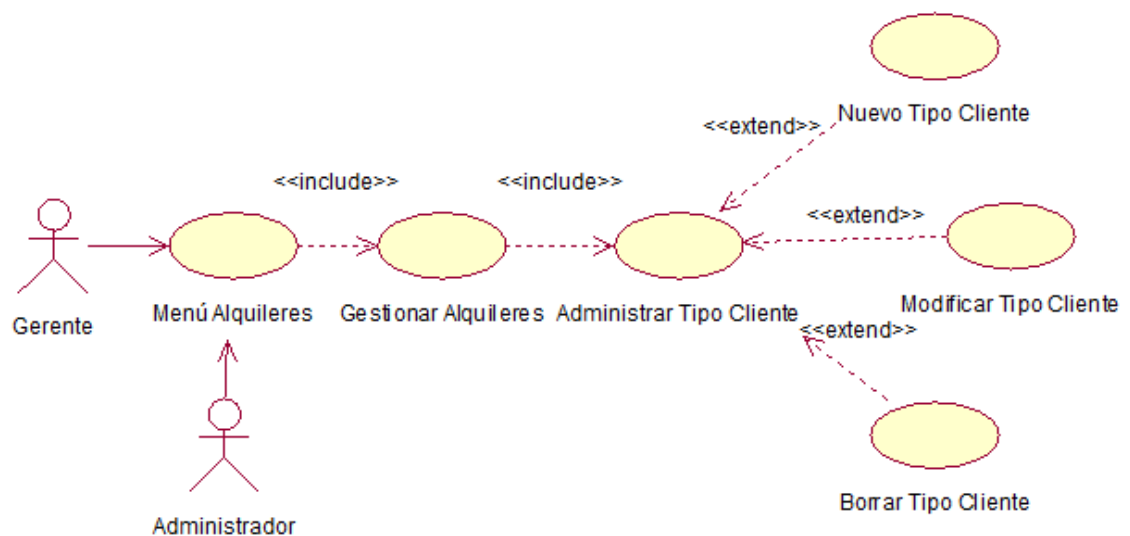 Nuevo Tipo Cliente
<<extend>>
<<include>>
<<include>>
<<extend>>
Gerente
Menú Alquileres
Gestionar Alquileres
Administrar Tipo Cliente
Modificar Tipo Cliente
<<extend>>
Borrar Tipo Cliente
Administrador